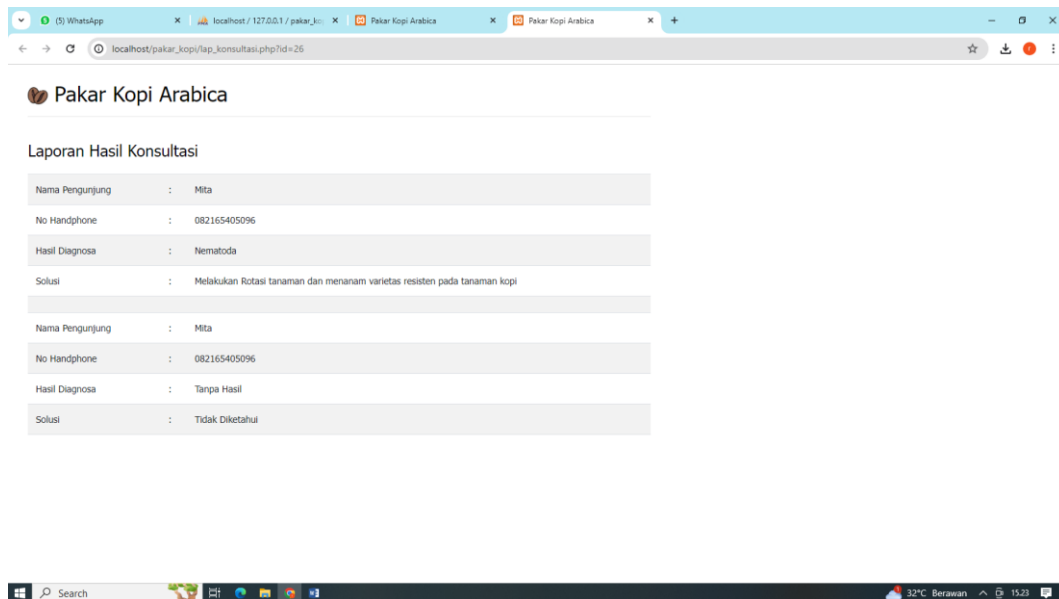 (5) WhatsApp
localhost / 127.0.0.1 / pakar_ko
Pakar Kopi Arabica
Pakar Kopi Arabica
localhost/pakar_kopi/lap_konsultasi.php?id=26
Pakar Kopi Arabica
Laporan Hasil Konsultasi
Nama Pengunjung : Mita
No Handphone : 082165405096
Hasil Diagnosa : Nematoda
Solusi : Melakukan Rotasi tanaman dan menanam varietas resisten pada tanaman kopi
Nama Pengunjung : Mita
No Handphone : 082165405096
Hasil Diagnosa : Tanpa Hasil
Solusi : Tidak Diketahui
Search
32°C Berawan
15.23